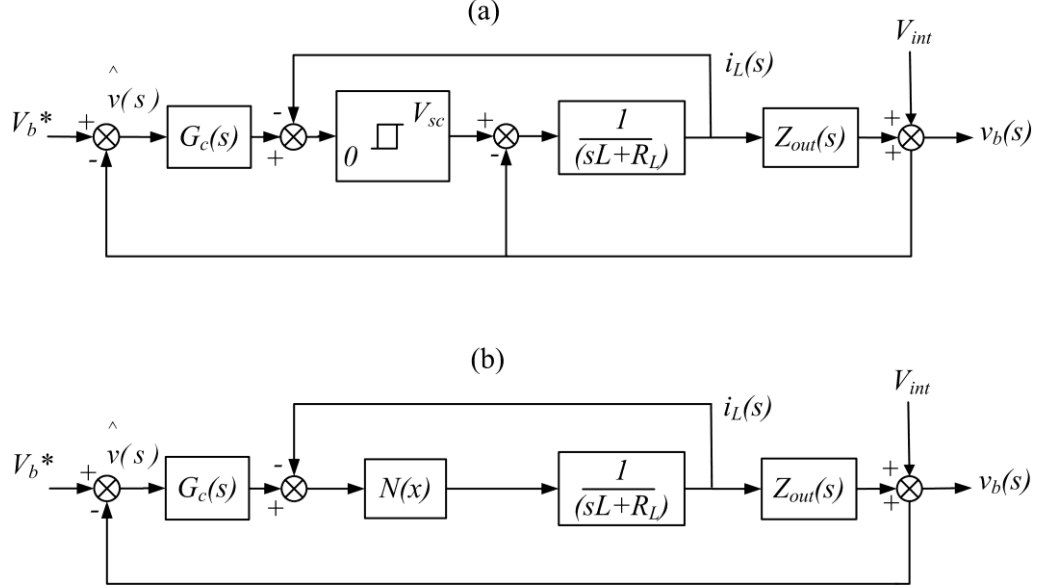 (a)
V_int
i_L(s)
^
v(s)
V_b* + - G_c(s) - + 0 V_sc + - 1/(sL+R_L) Z_out(s) + + v_b(s)
(b)
V_int
i_L(s)
^
v(s)
V_b* + - G_c(s) - + N(x) 1/(sL+R_L) Z_out(s) + + v_b(s)